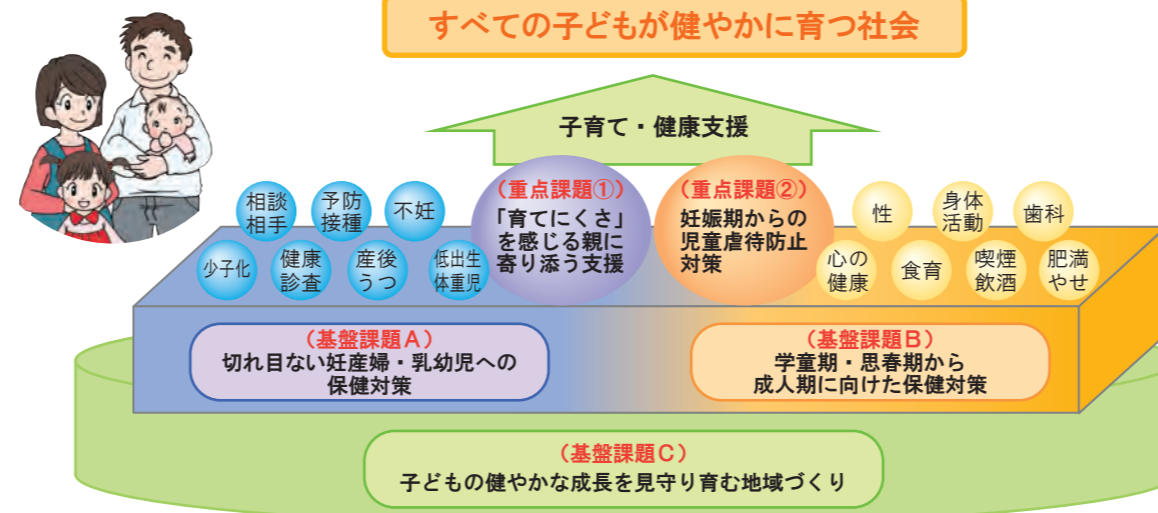 すべての子どもが健やかに育つ社会
子育て・健康支援
相談
相手
予防
接種
不妊
少子化
健康
診査
産後
うつ
低出生
体重児
(重点課題①)
「育てにくさ」
を感じる親に
寄り添う支援
(重点課題②)
妊娠期からの
児童虐待防止
対策
性
身体
活動
歯科
心の
健康
食育
喫煙
飲酒
肥満
やせ
(基盤課題A)
切れ目ない妊産婦・乳幼児への
保健対策
(基盤課題B)
学童期・思春期から
成人期に向けた保健対策
(基盤課題C)
子どもの健やかな成長を見守り育む地域づくり